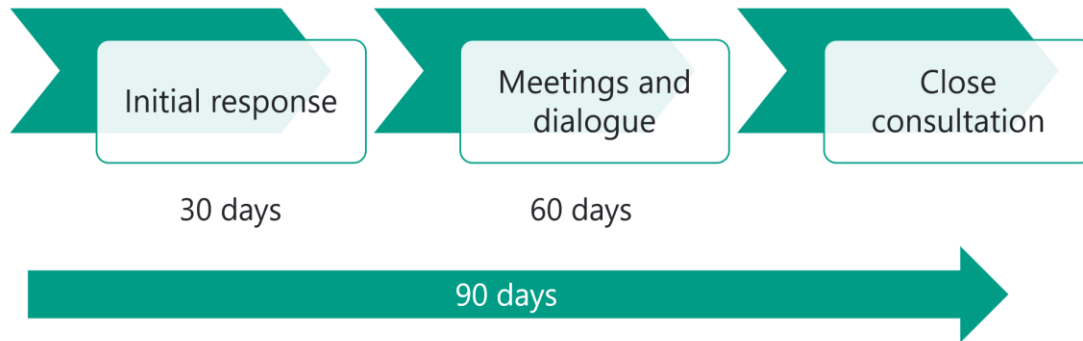 Initial response
Meetings and
dialogue
Close
consultation
30 days
60 days
90 days